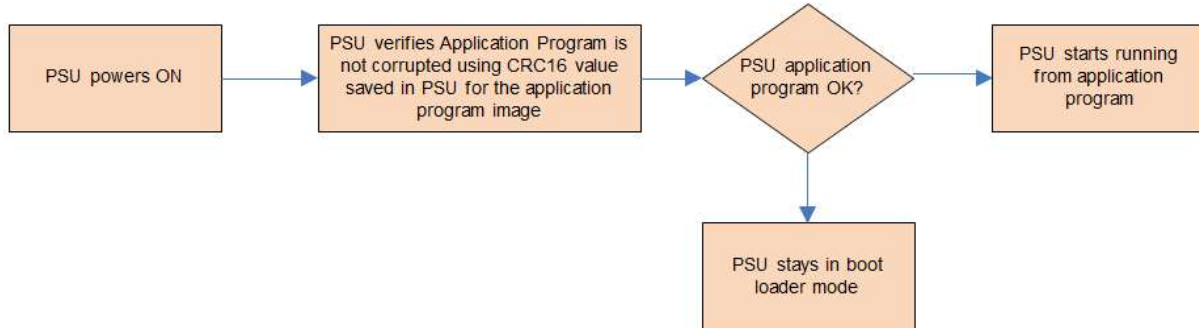 PSU powers ON
PSU verifies Application Program is
not corrupted using CRC16 value
saved in PSU for the application
program image
PSU application
program OK?
PSU starts running
from application
program
PSU stays in boot
loader mode